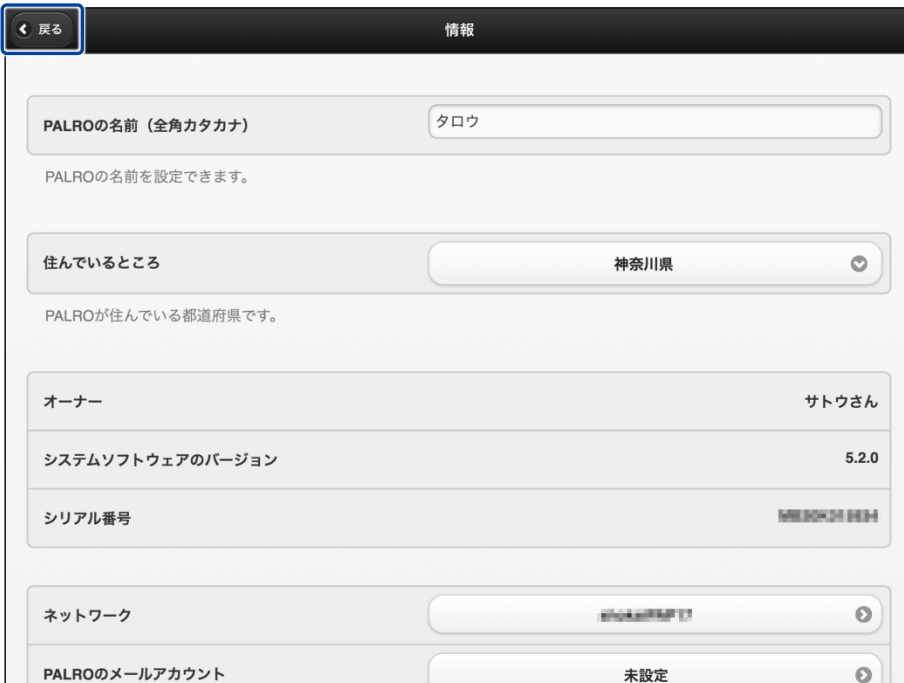 戻る
情報
PALROの名前（全角カタカナ）
タロウ
PALROの名前を設定できます。
住んでいるところ
神奈川県
PALROが住んでいる都道府県です。
オーナー
サトウさん
システムソフトウェアのバージョン
5.2.0
シリアル番号
ネットワーク
PALROのメールアカウント
未設定